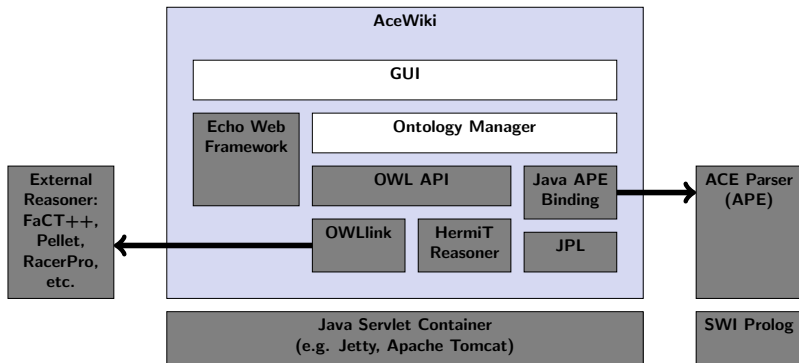 AceWiki
GUI
Echo Web
Framework
Ontology Manager
External
Reasoner:
FaCT++,
Pellet,
RacerPro,
etc.
OWL API
Java APE
Binding
ACE Parser
(APE)
OWLlink
HermiT
Reasoner
JPL
Java Servlet Container
(e.g. Jetty, Apache Tomcat)
SWI Prolog